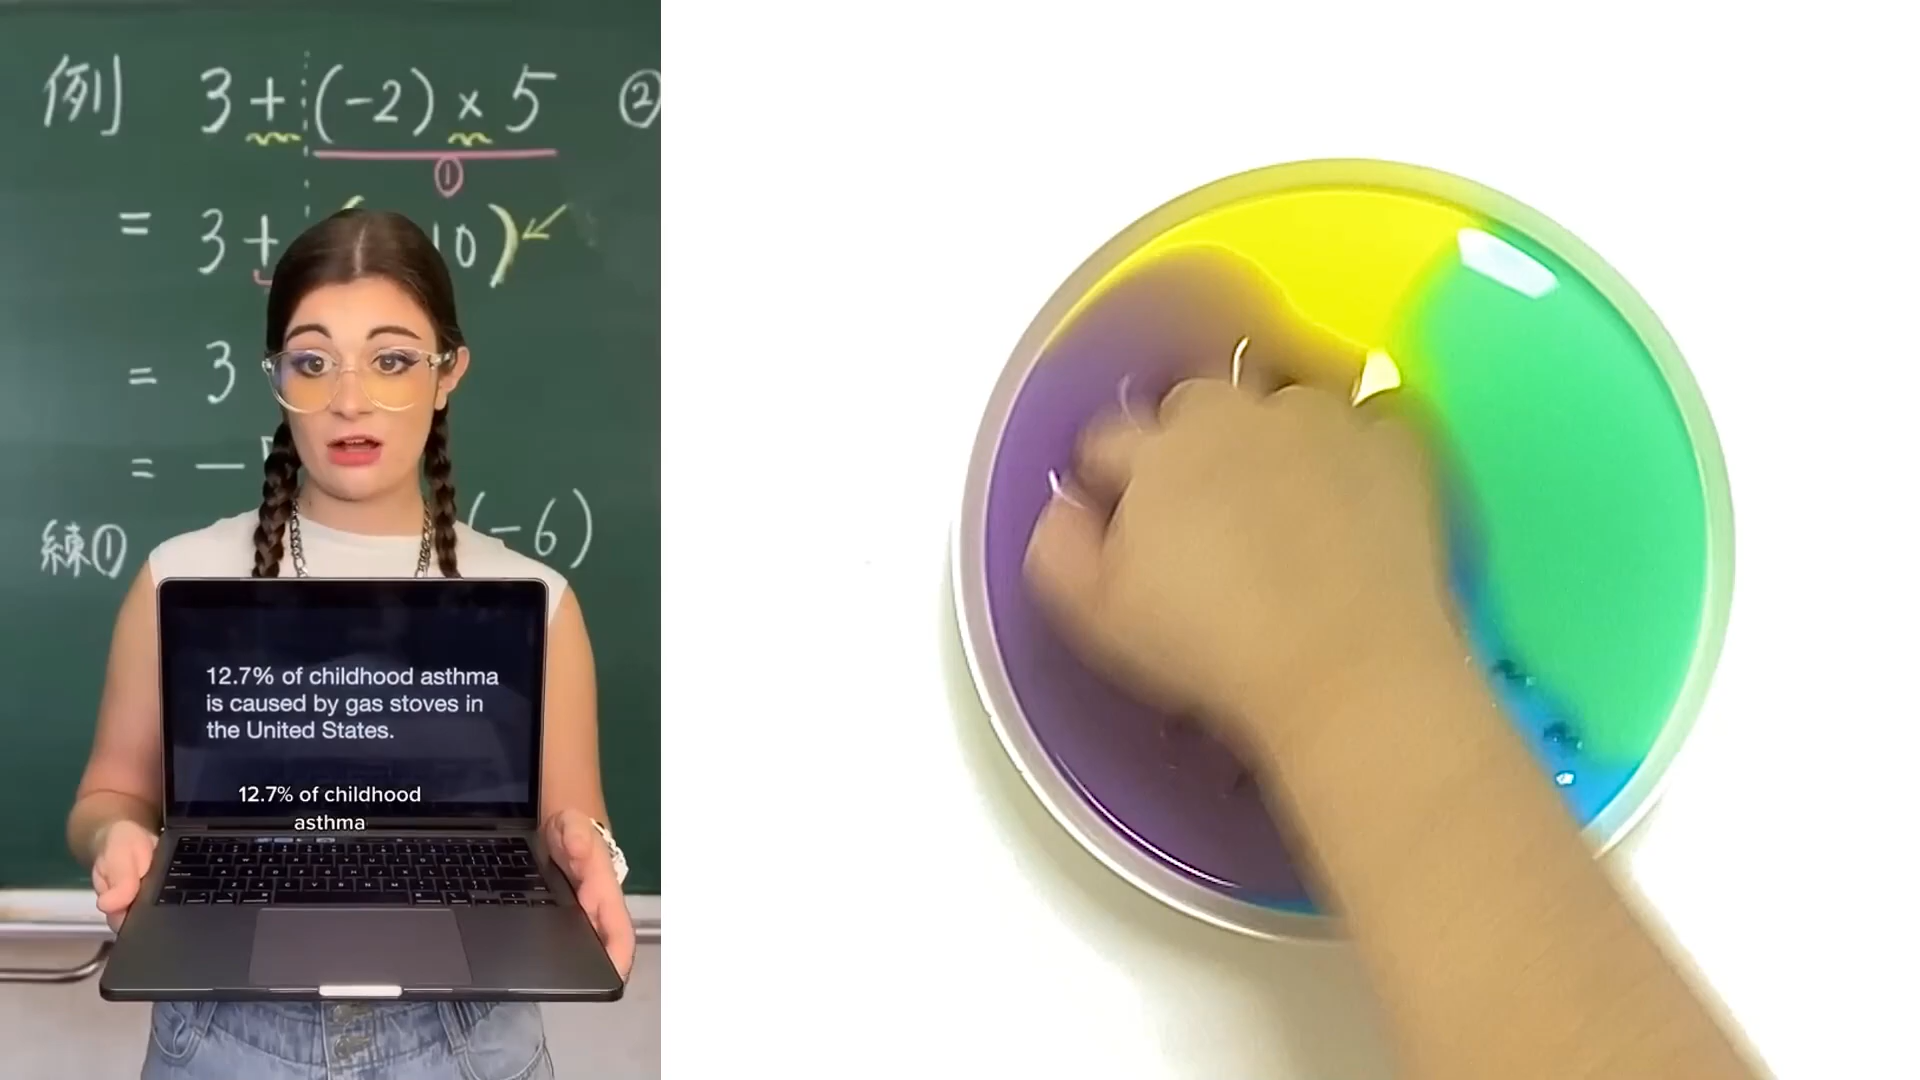 例 3+(-2)×5 ②
①
= 3+ 10)
= 3
= -
練① (-6)
12.7% of childhood asthma
is caused by gas stoves in
the United States.
12.7% of childhood
asthma